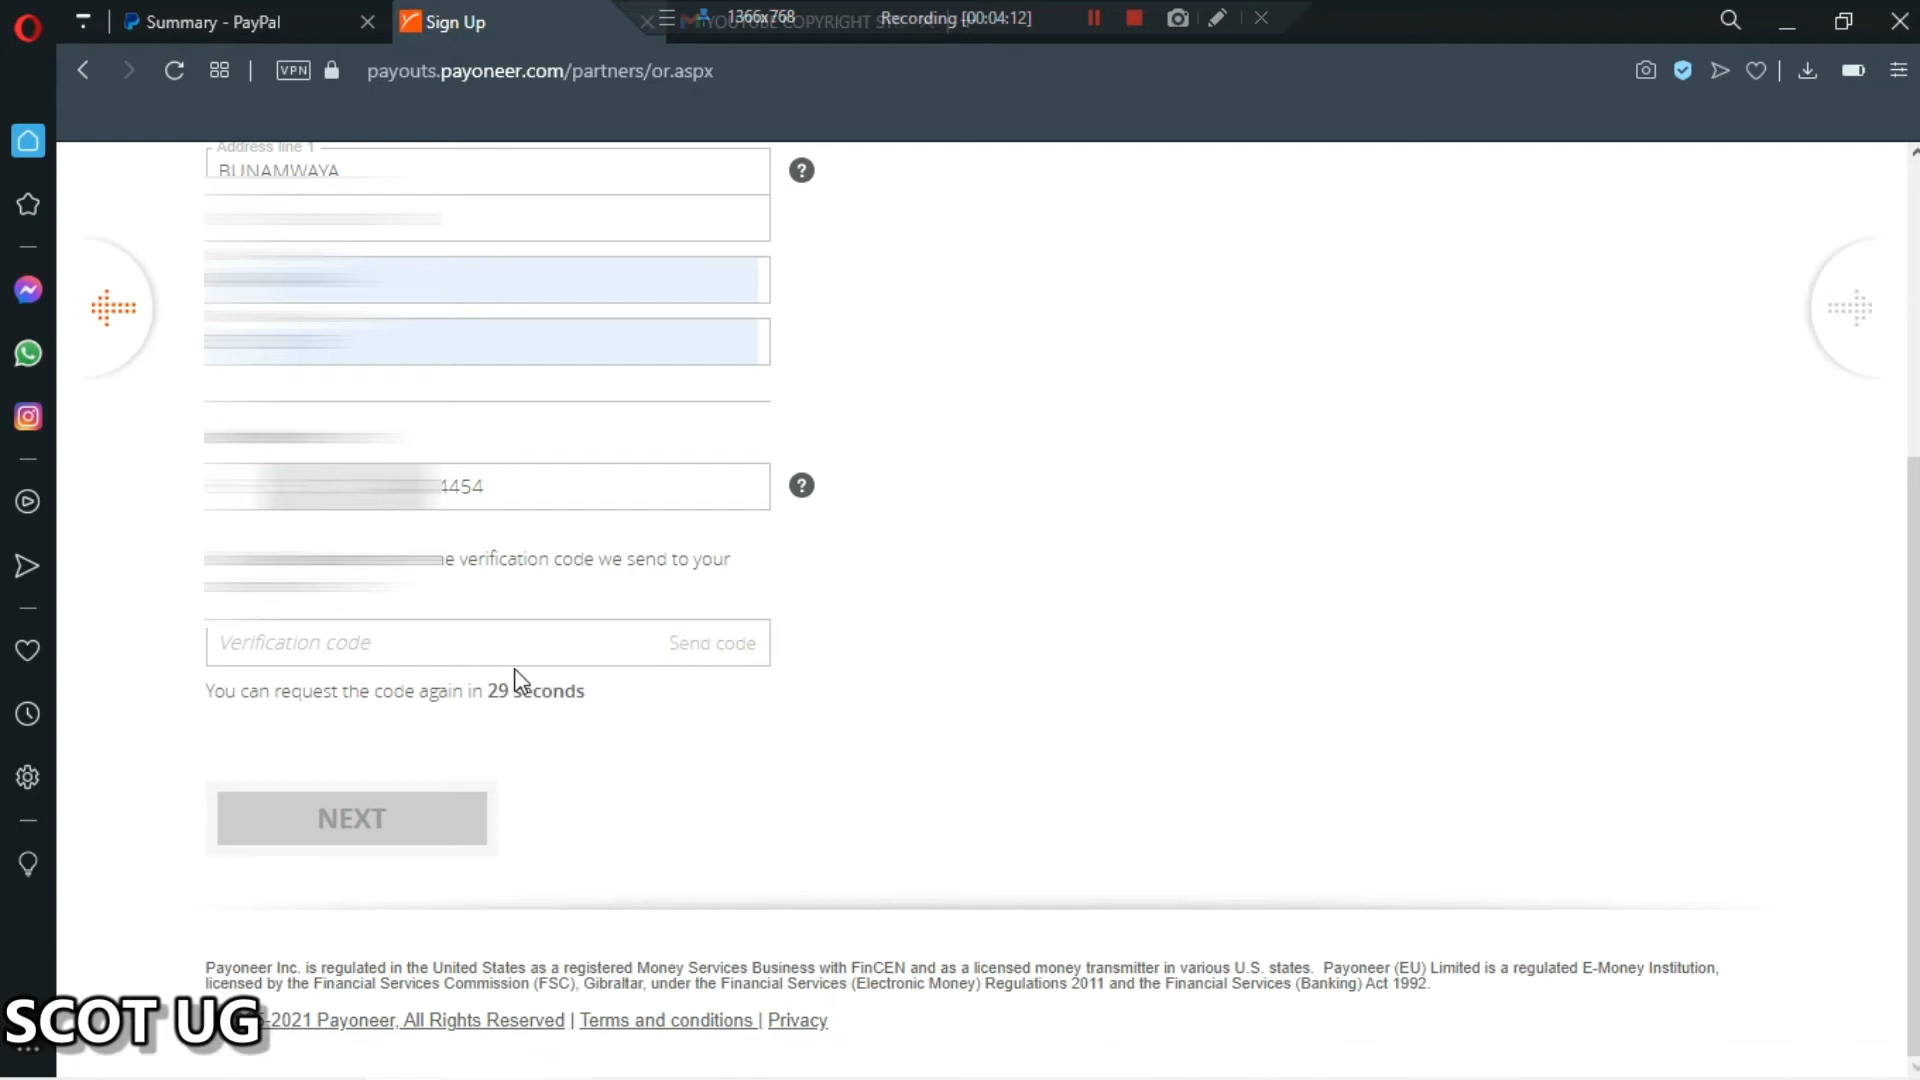 Summary - PayPal
Sign Up
1366x768
Recording [00:04:12]
VPN
payouts.payoneer.com/partners/or.aspx
Address line 1
BUNAMWAYA
4454
verification code we send to your
Verification code
Send code
You can request the code again in 29 seconds
NEXT
Payoneer Inc. is regulated in the United States as a registered Money Services Business with FinCEN and as a licensed money transmitter in various U.S. states. Payoneer (EU) Limited is a regulated E-Money Institution,
licensed by the Financial Services Commission (FSC), Gibraltar, under the Financial Services (Electronic Money) Regulations 2011 and the Financial Services (Banking) Act 1992.
-2021 Payoneer, All Rights Reserved | Terms and conditions | Privacy
SCOT UG